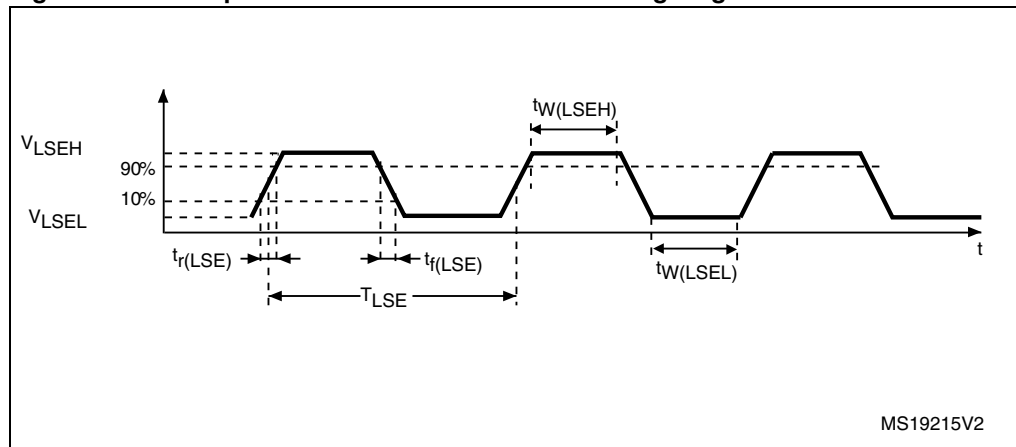 tW(LSEH)
VLSEH
90%
10%
VLSEL
tr(LSE)
tf(LSE)
tW(LSEL)
t
TLSE
MS19215V2